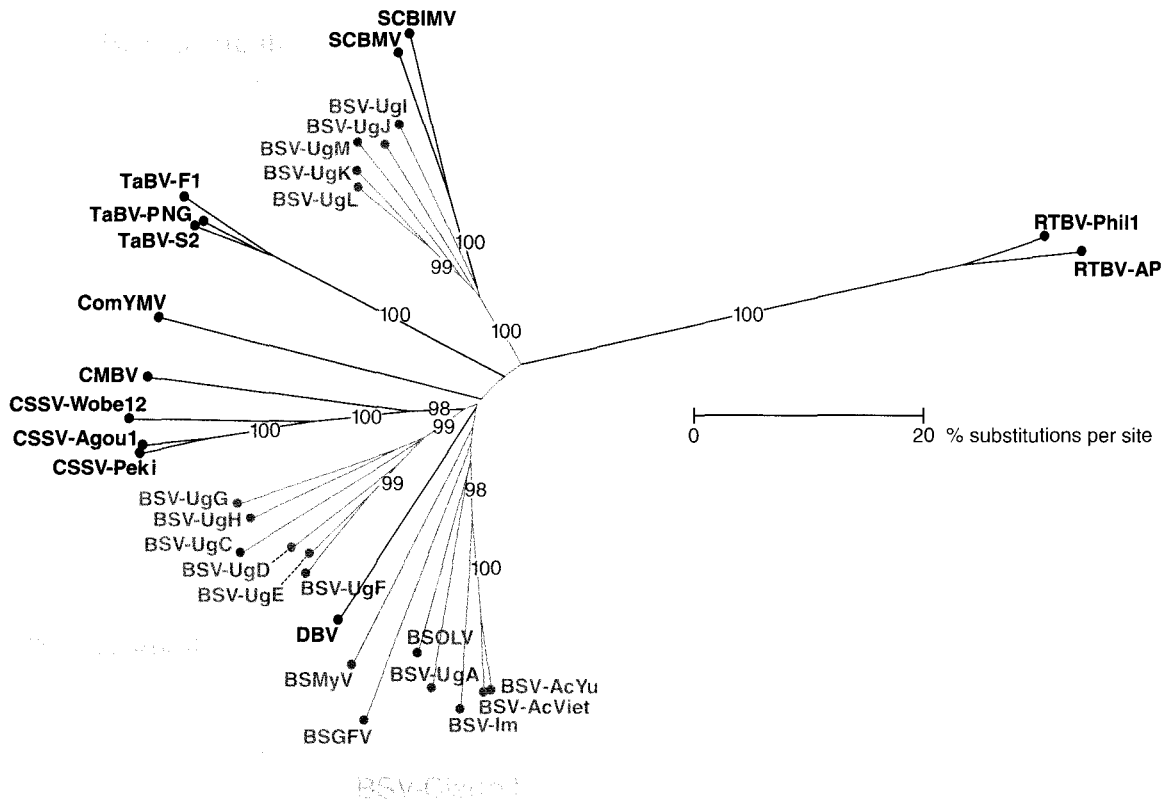 SCBIMV
SCBMV
BSV-UgI
BSV-UgJ
BSV-UgM
BSV-UgK
BSV-UgL
TaBV-F1
TaBV-PNG
TaBV-S2
RTBV-Phil1
RTBV-AP
100
99
ComYMV
100
100
100
CMBV
CSSV-Wobe12
98
100
99
CSSV-Agou1
100
CSSV-Peki
0
20
% substitutions per site
99
98
BSV-UgG
BSV-UgH
BSV-UgC
BSV-UgD
BSV-UgE
BSV-UgF
100
DBV
BSOLV
BSMyV
BSV-UgA
BSV-AcYu
BSV-AcViet
BSV-Im
BSGFV